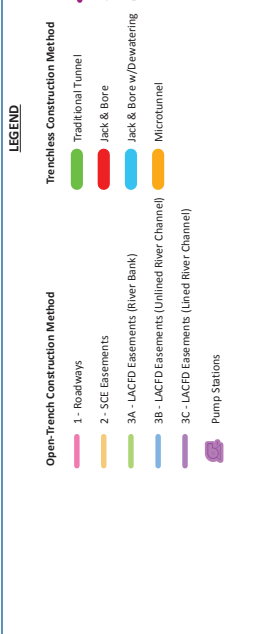 LEGEND
Open-Trench Construction Method
1 - Roadways
2 - SCE Easements
3A - LACFD Easements (River Bank)
3B - LACFD Easements (Unlined River Channel)
3C - LACFD Easements (Lined River Channel)
Pump Stations
Trenchless Construction Method
Traditional Tunnel
Jack & Bore
Jack & Bore w/Dewatering
Microtunnel